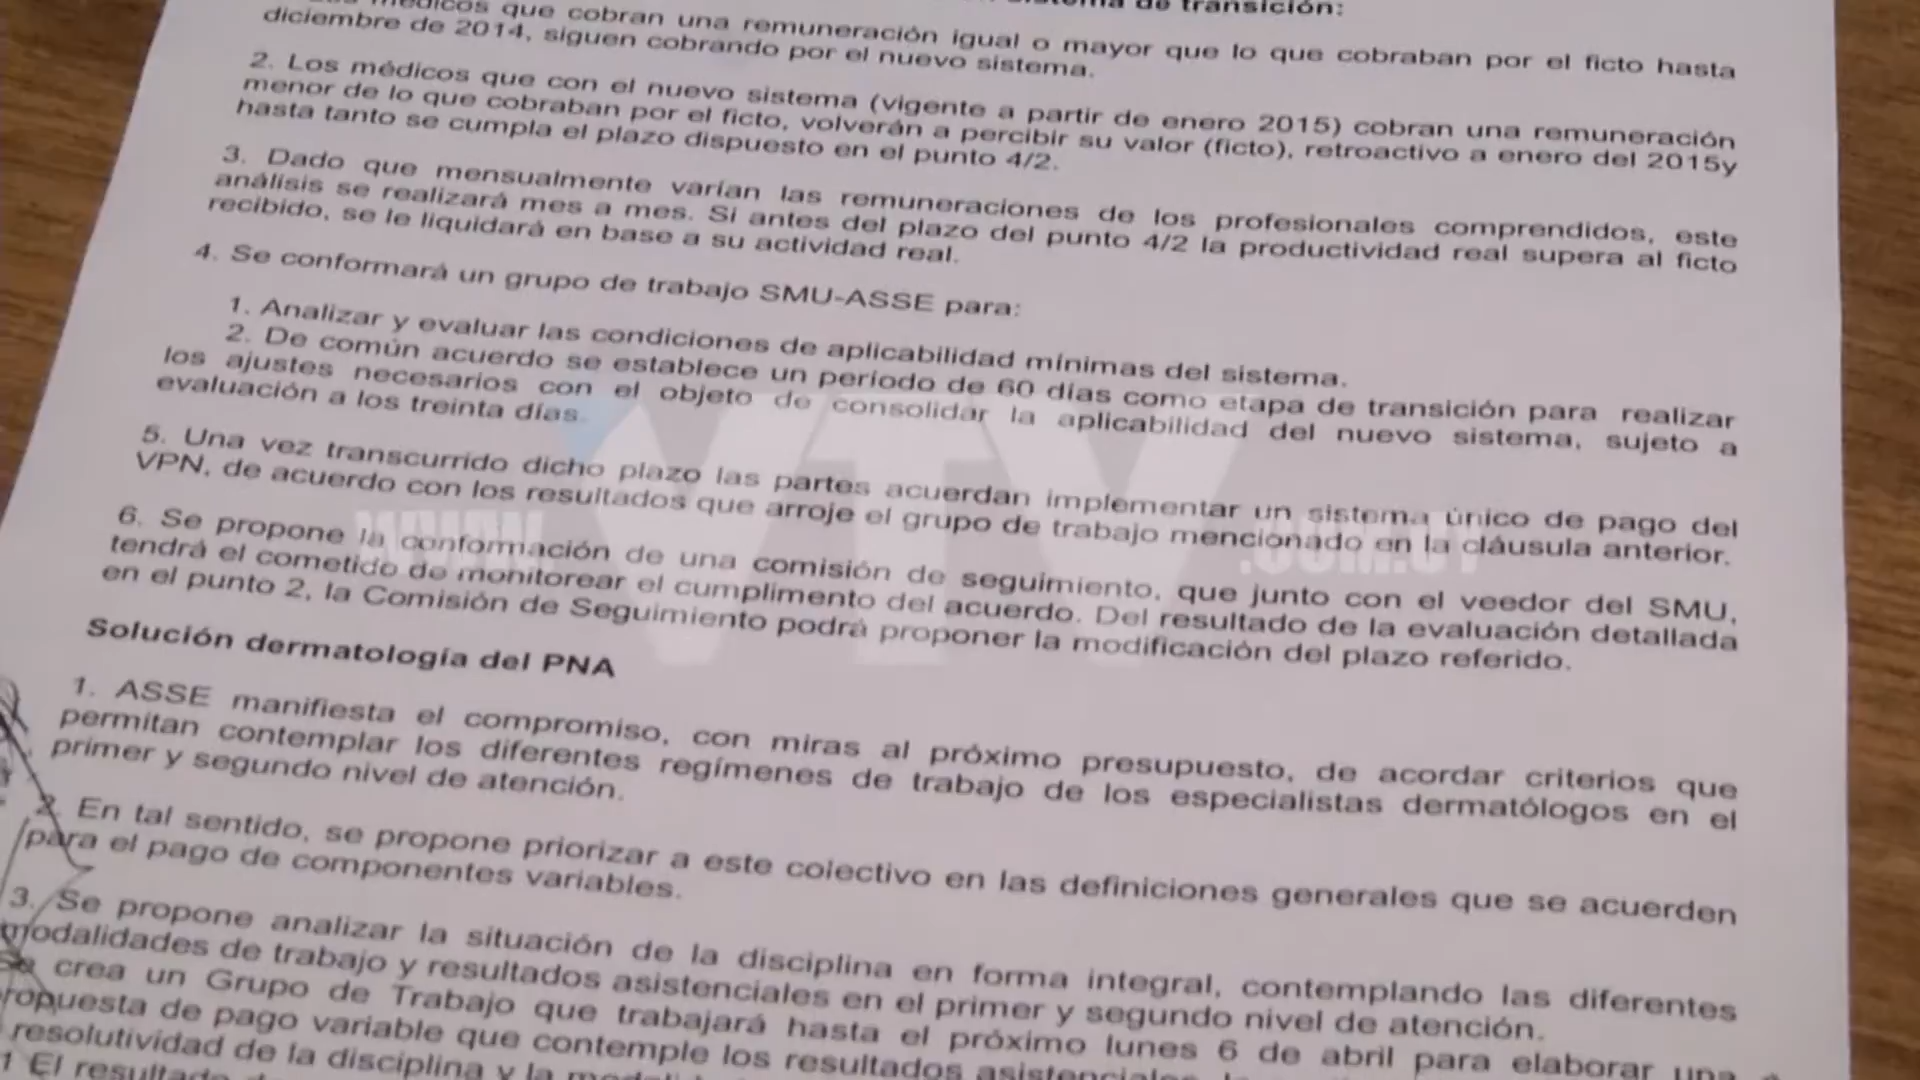 sistema de transición:
médicos que cobran una remuneración igual o mayor que lo que cobraban por el ficto hasta
diciembre de 2014, siguen cobrando por el nuevo sistema.
2. Los médicos que con el nuevo sistema (vigente a partir de enero 2015) cobran una remuneración
menor de lo que cobraban por el ficto, volverán a percibir su valor (ficto), retroactivo a enero del 2015y
hasta tanto se cumpla el plazo dispuesto en el punto 4/2.
3. Dado que mensualmente varían las remuneraciones de los profesionales comprendidos, este
análisis se realizará mes a mes. Si antes del plazo del punto 4/2 la productividad real supera al ficto
recibido, se le liquidará en base a su actividad real.
4. Se conformará un grupo de trabajo SMU-ASSE para:
1. Analizar y evaluar las condiciones de aplicabilidad mínimas del sistema.
2. De común acuerdo se establece un período de 60 días como etapa de transición para realizar
los ajustes necesarios con el objeto de consolidar la aplicabilidad del nuevo sistema, sujeto a
evaluación a los treinta días.
5. Una vez transcurrido dicho plazo las partes acuerdan implementar un sistema único de pago del
VPN, de acuerdo con los resultados que arroje el grupo de trabajo mencionado en la cláusula anterior.
6. Se propone la conformación de una comisión de seguimiento, que junto con el veedor del SMU,
tendrá el cometido de monitorear el cumplimento del acuerdo. Del resultado de la evaluación detallada
en el punto 2, la Comisión de Seguimiento podrá proponer la modificación del plazo referido.
www.VTV.com.uy
Solución dermatología del PNA
1. ASSE manifiesta el compromiso, con miras al próximo presupuesto, de acordar criterios que
permitan contemplar los diferentes regímenes de trabajo de los especialistas dermatólogos en el
primer y segundo nivel de atención.
2. En tal sentido, se propone priorizar a este colectivo en las definiciones generales que se acuerden
para el pago de componentes variables.
3. Se propone analizar la situación de la disciplina en forma integral, contemplando las diferentes
modalidades de trabajo y resultados asistenciales en el primer y segundo nivel de atención.
Se crea un Grupo de Trabajo que trabajará hasta el próximo lunes 6 de abril para elaborar una
ropuesta de pago variable que contemple los resultados asistenciales,
resolutividad de la disciplina y la
1 El resultado